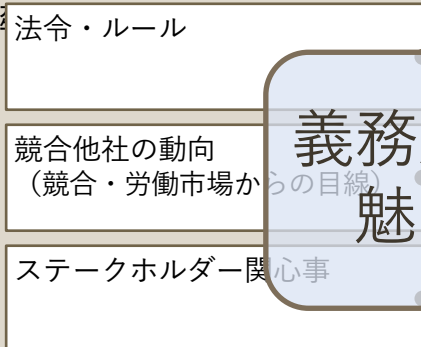 法令・ルール
競合他社の動向
（競合・労働市場からの目線）
ステークホルダー関心事
義務
魅